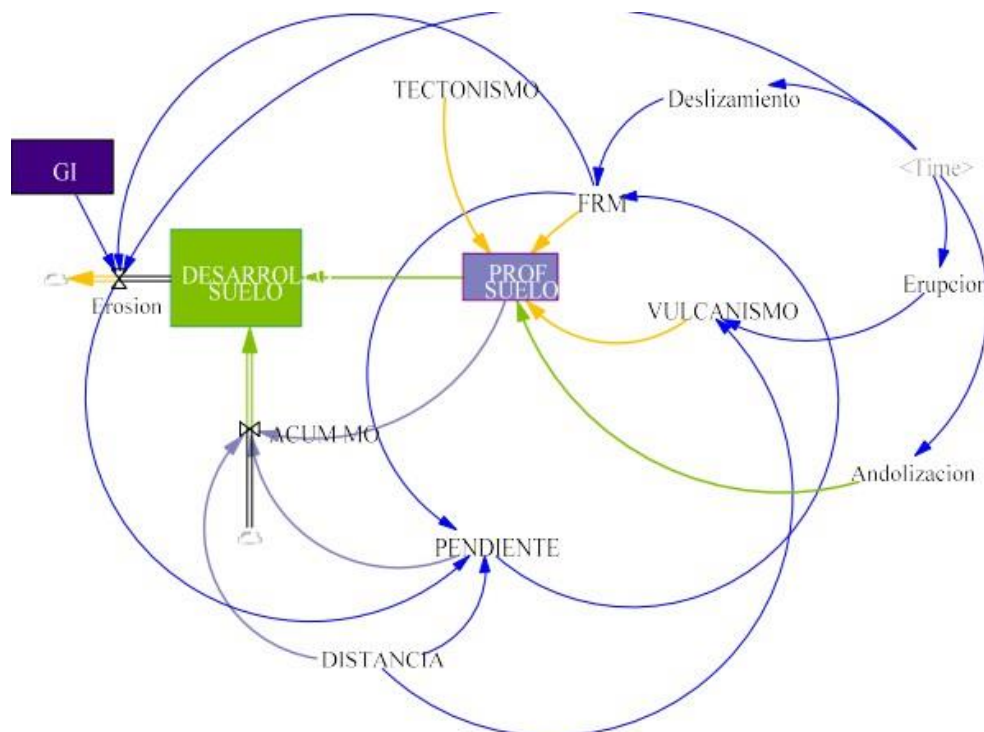 TECTONISMO
Deslizamiento
GI
<Time>
FRM
DESARROL
SUELO
PROF
SUELO
Erosion
Erupcion
VULCANISMO
ACUM MO
Andolizacion
PENDIENTE
DISTANCIA